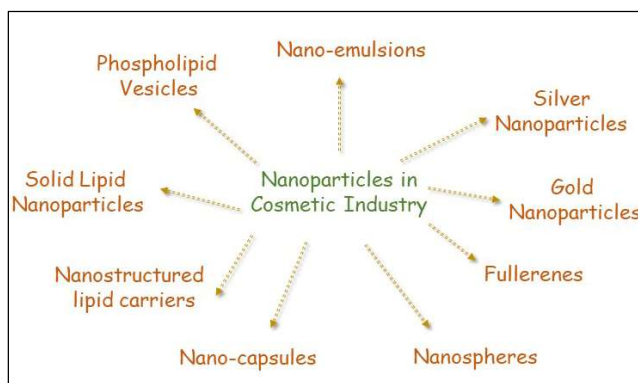 Nano-emulsions
Phospholipid
Vesicles
Silver
Nanoparticles
Solid Lipid
Nanoparticles
Nanoparticles in
Cosmetic Industry
Gold
Nanoparticles
Nanostructured
lipid carriers
Fullerenes
Nano-capsules
Nanospheres